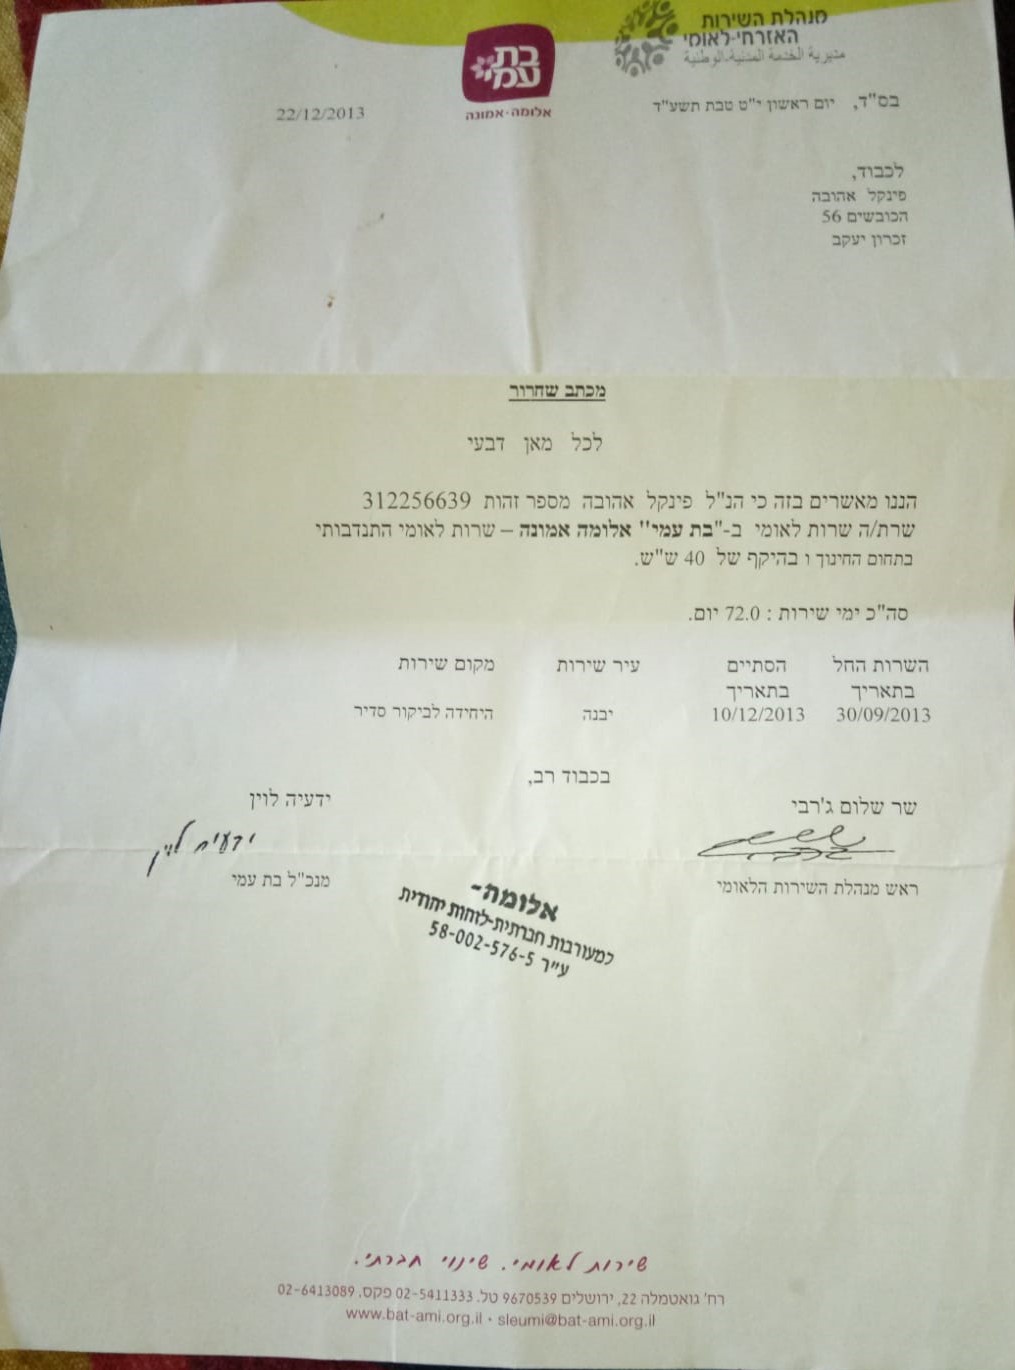 מנהלת השירות
האזרחי-לאומי
مديرية الخدمة المدنية-الوطنية
בת
עמי
אלומה·אמונה
בס"ד, יום ראשון י"ט טבת תשע"ד
22/12/2013
לכבוד,
פינקל אהובה
הכובשים 56
זכרון יעקב
מכתב שחרור
לכל מאן דבעי
הננו מאשרים בזה כי הנ"ל פינקל אהובה מספר זהות 312256639
שרת/ה שרות לאומי ב-"בת עמי'' אלומה אמונה – שרות לאומי התנדבותי
בתחום החינוך ו בהיקף של 40 ש"ש.
סה"כ ימי שירות : 72.0 יום.
השרות החל הסתיים עיר שירות מקום שירות
בתאריך בתאריך
30/09/2013 10/12/2013 יבנה היחידה לביקור סדיר
בכבוד רב,
שר שלום ג'רבי ידעיה לוין
ידעיה לוין
ראש מנהלת השירות הלאומי מנכ"ל בת עמי
אלומה-
למעורבות חברתית-לזהות יהודית
ע"ר 58-002-576-5
שירות לאומי. שינוי חברתי.
רח' גואטמלה 22, ירושלים 9670539 טל. 02-5411333 פקס. 02-6413089
www.bat-ami.org.il • sleumi@bat-ami.org.il